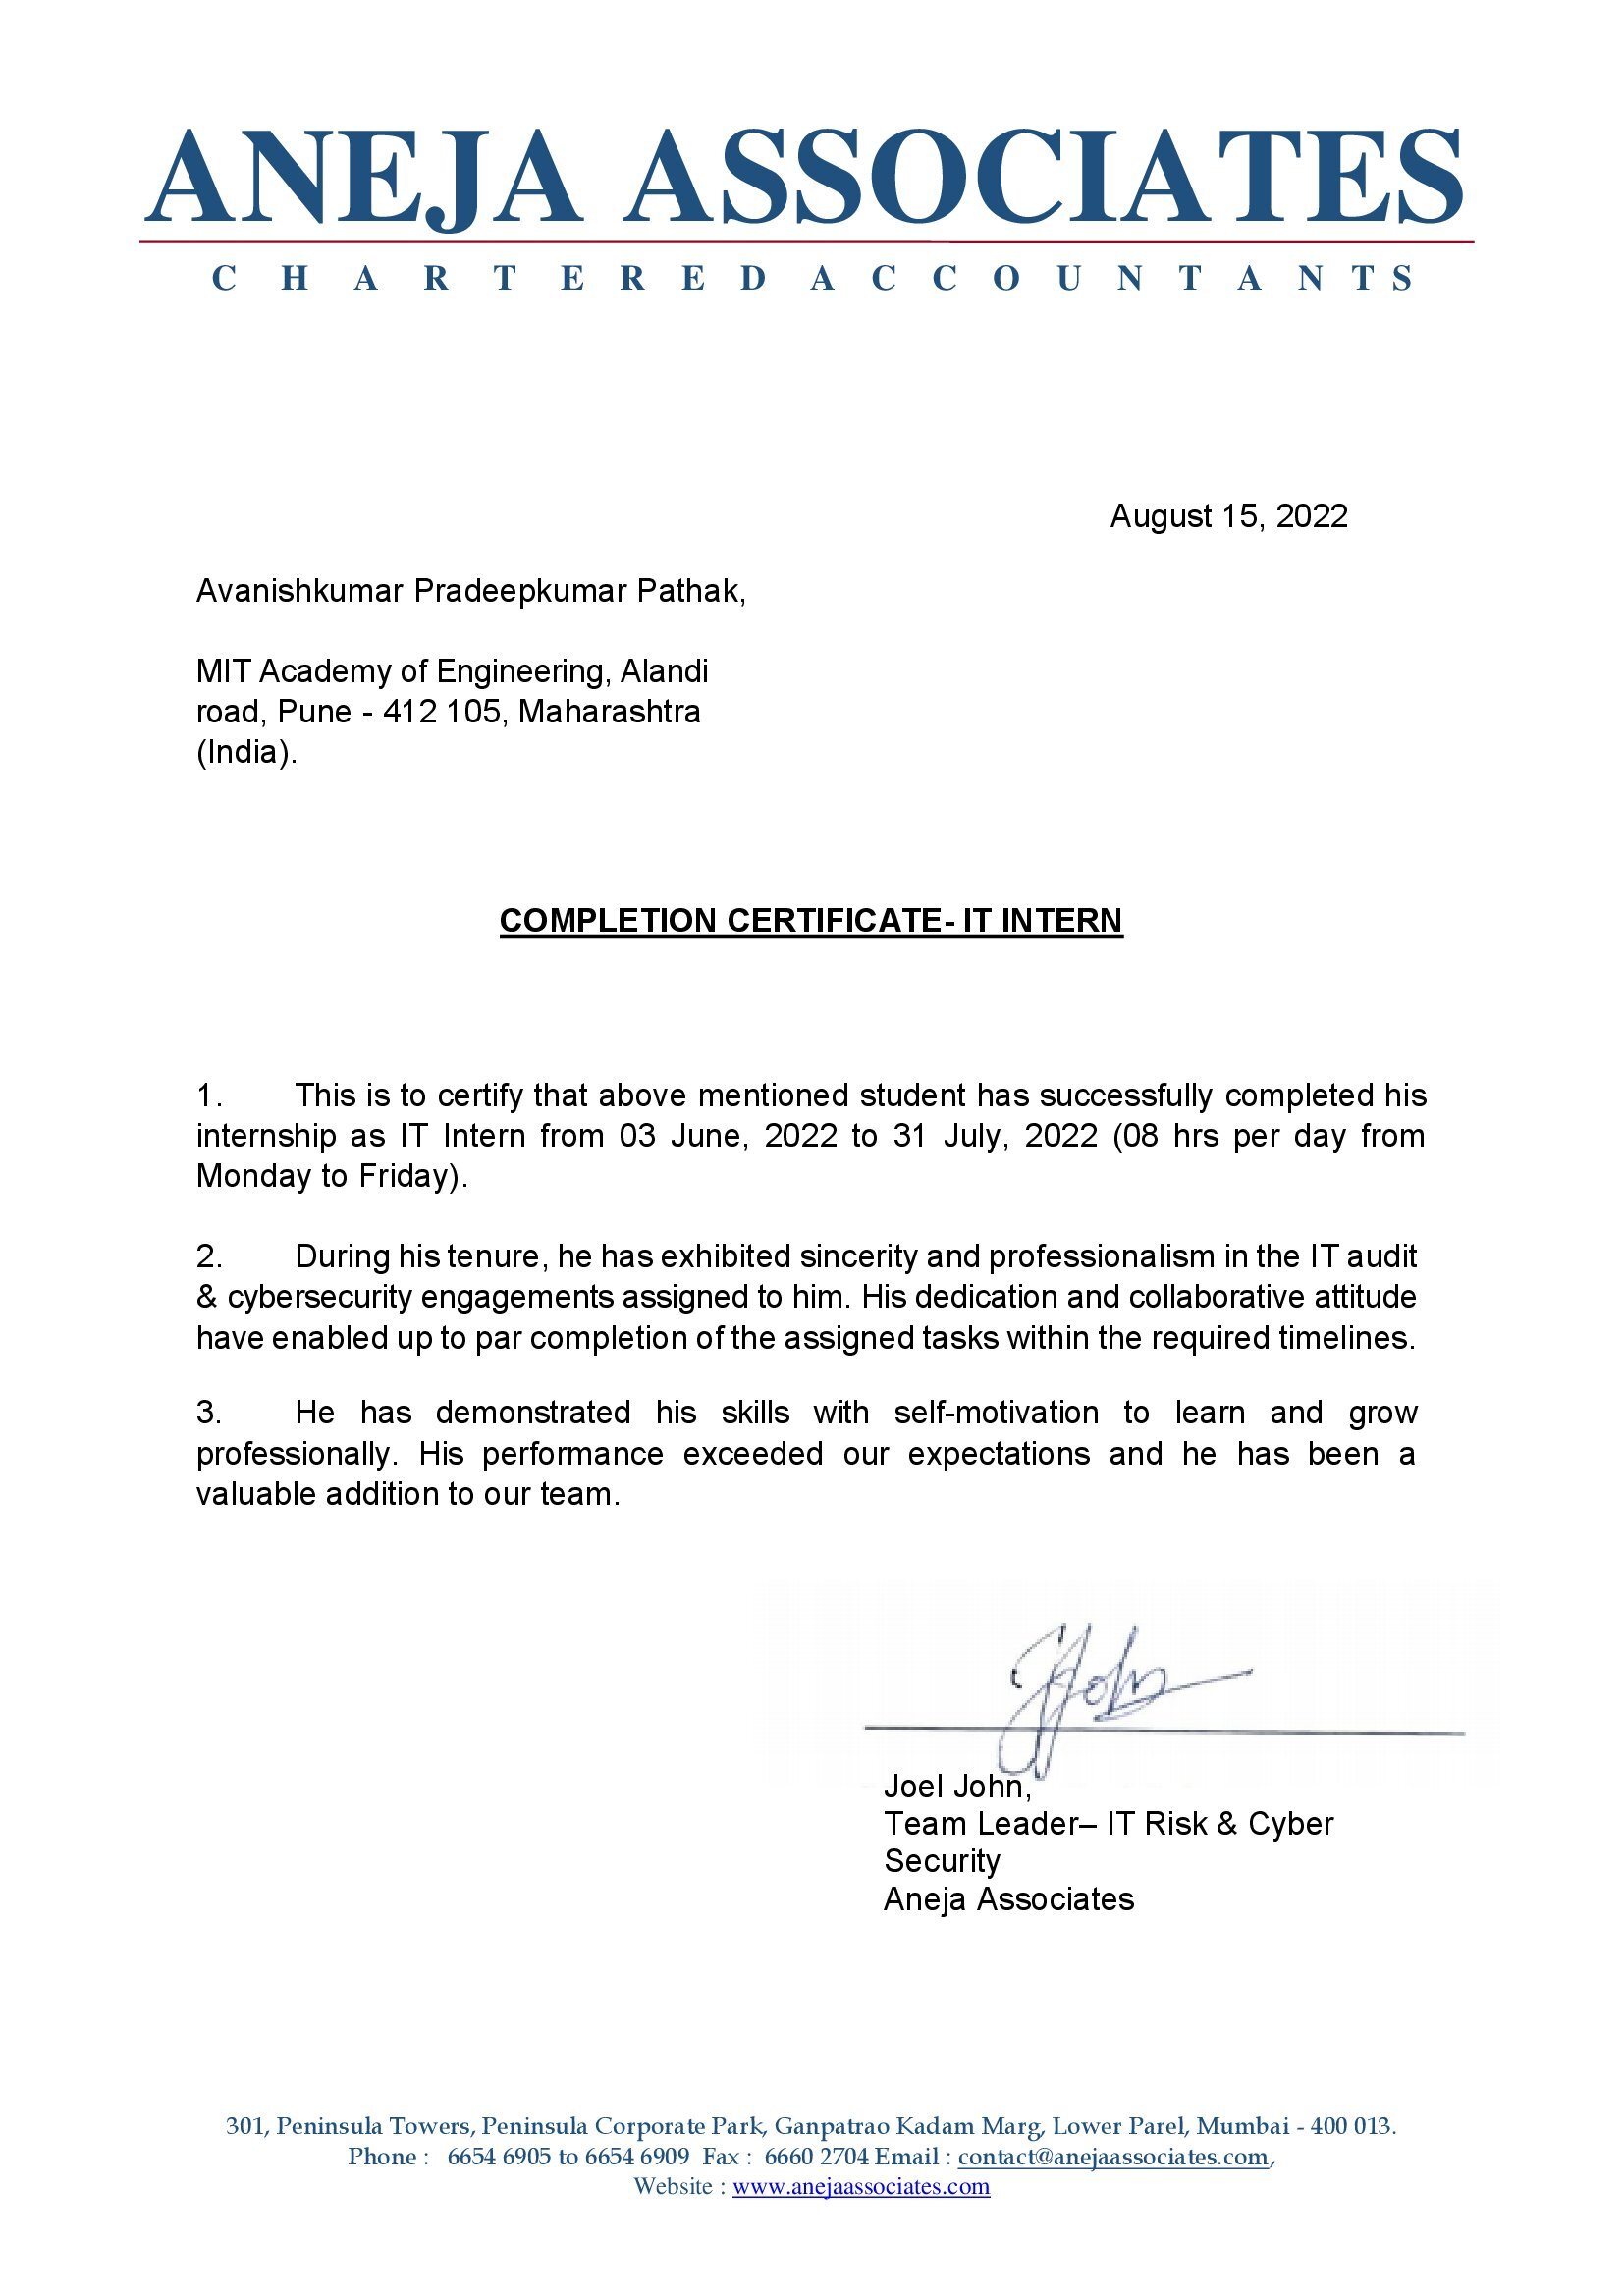 ANEJA ASSOCIATES
CHARTERED ACCOUNTANTS
August 15, 2022
Avanishkumar Pradeepkumar Pathak,
MIT Academy of Engineering, Alandi
road, Pune - 412 105, Maharashtra
(India).
COMPLETION CERTIFICATE- IT INTERN
1. This is to certify that above mentioned student has successfully completed his
internship as IT Intern from 03 June, 2022 to 31 July, 2022 (08 hrs per day from
Monday to Friday).
2. During his tenure, he has exhibited sincerity and professionalism in the IT audit
& cybersecurity engagements assigned to him. His dedication and collaborative attitude
have enabled up to par completion of the assigned tasks within the required timelines.
3. He has demonstrated his skills with self-motivation to learn and grow
professionally. His performance exceeded our expectations and he has been a
valuable addition to our team.
JJohn
Joel John,
Team Leader– IT Risk & Cyber
Security
Aneja Associates
301, Peninsula Towers, Peninsula Corporate Park, Ganpatrao Kadam Marg, Lower Parel, Mumbai - 400 013.
Phone : 6654 6905 to 6654 6909 Fax : 6660 2704 Email : contact@anejaassociates.com,
Website : www.anejaassociates.com